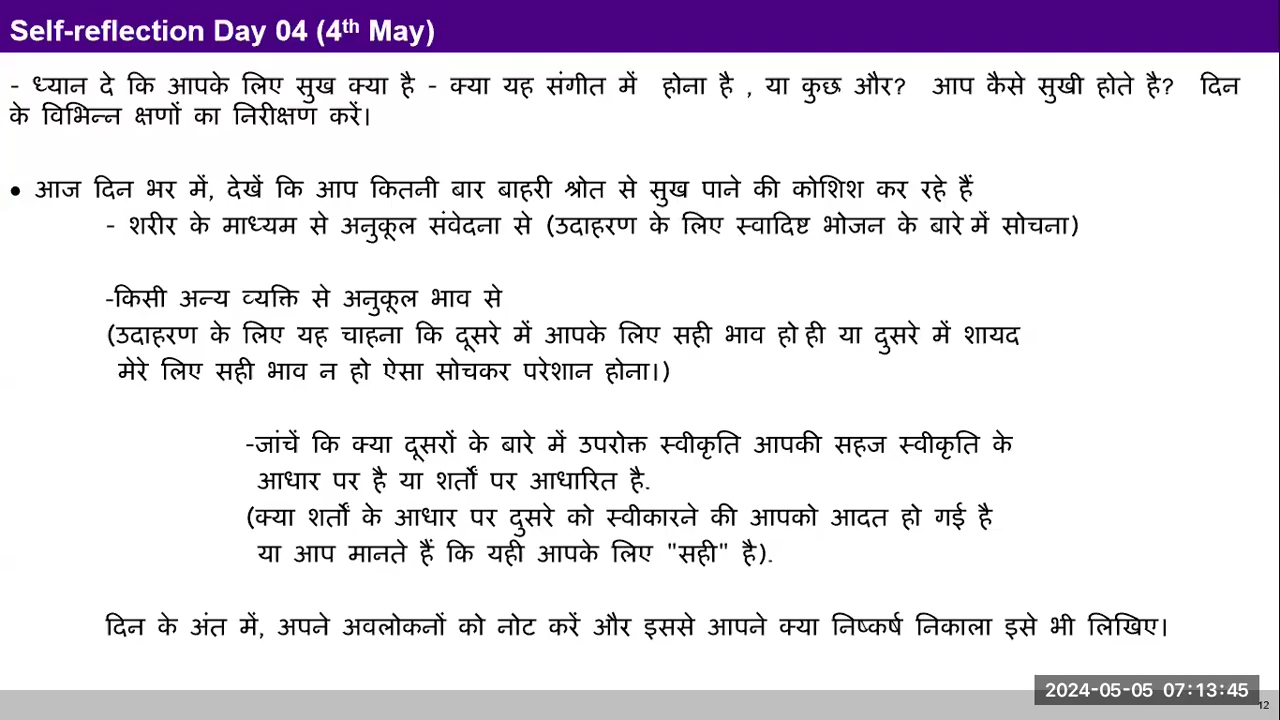 Self-reflection Day 04 (4th May)
- ध्यान दे कि आपके लिए सुख क्या है - क्या यह संगीत में होना है , या कुछ और? आप कैसे सुखी होते है? दिन
के विभिन्न क्षणों का निरीक्षण करें।
• आज दिन भर में, देखें कि आप कितनी बार बाहरी श्रोत से सुख पाने की कोशिश कर रहे हैं
- शरीर के माध्यम से अनुकूल संवेदना से (उदाहरण के लिए स्वादिष्ट भोजन के बारे में सोचना)
-किसी अन्य व्यक्ति से अनुकूल भाव से
(उदाहरण के लिए यह चाहना कि दूसरे में आपके लिए सही भाव हो ही या दुसरे में शायद
मेरे लिए सही भाव न हो ऐसा सोचकर परेशान होना।)
-जांचें कि क्या दूसरों के बारे में उपरोक्त स्वीकृति आपकी सहज स्वीकृति के
आधार पर है या शर्तों पर आधारित है.
(क्या शर्तों के आधार पर दुसरे को स्वीकारने की आपको आदत हो गई है
या आप मानते हैं कि यही आपके लिए "सही" है).
दिन के अंत में, अपने अवलोकनों को नोट करें और इससे आपने क्या निष्कर्ष निकाला इसे भी लिखिए।
2024-05-05 07:13:45
12